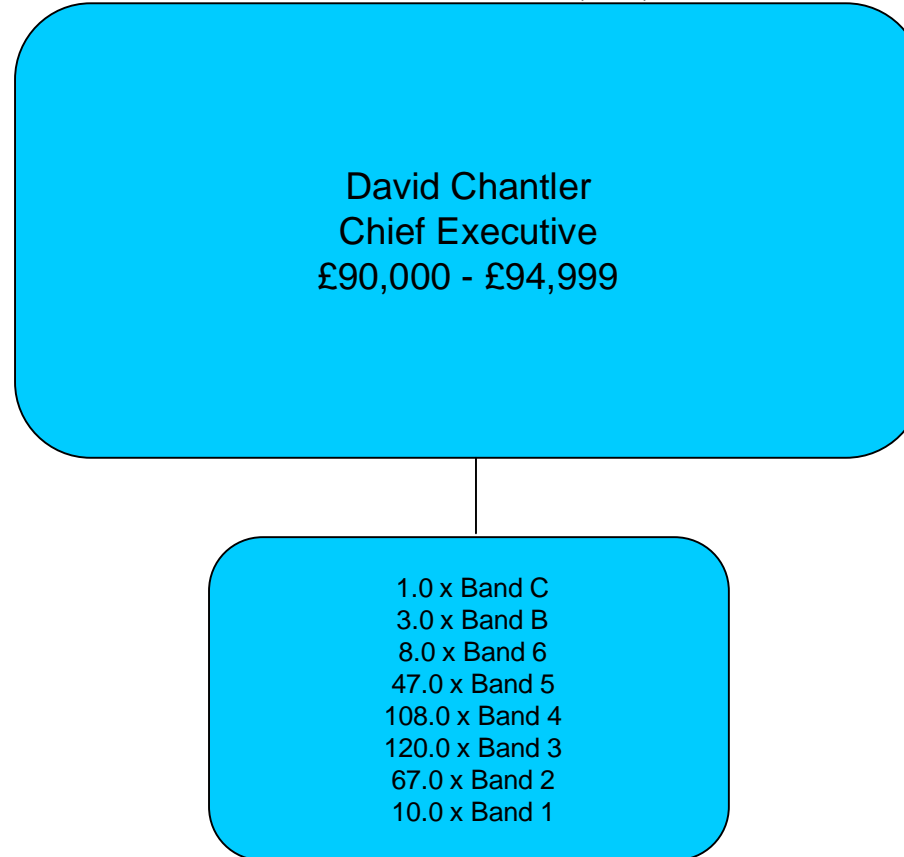 David Chantler
Chief Executive
£90,000 - £94,999
1.0 x Band C
3.0 x Band B
8.0 x Band 6
47.0 x Band 5
108.0 x Band 4
120.0 x Band 3
67.0 x Band 2
10.0 x Band 1